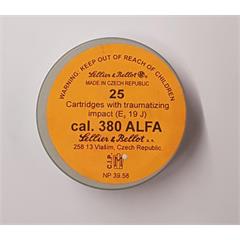 WARNING: KEEP OUT OF REACH OF CHILDREN
Sellier & Bellot
MADE IN CZECH REPUBLIC
25
Cartridges with traumatizing
impact (E, 19 J)
cal. 380 ALFA
Sellier & Bellot a.s.
258 13 Vlašim, Czech Republic
NP 39.58